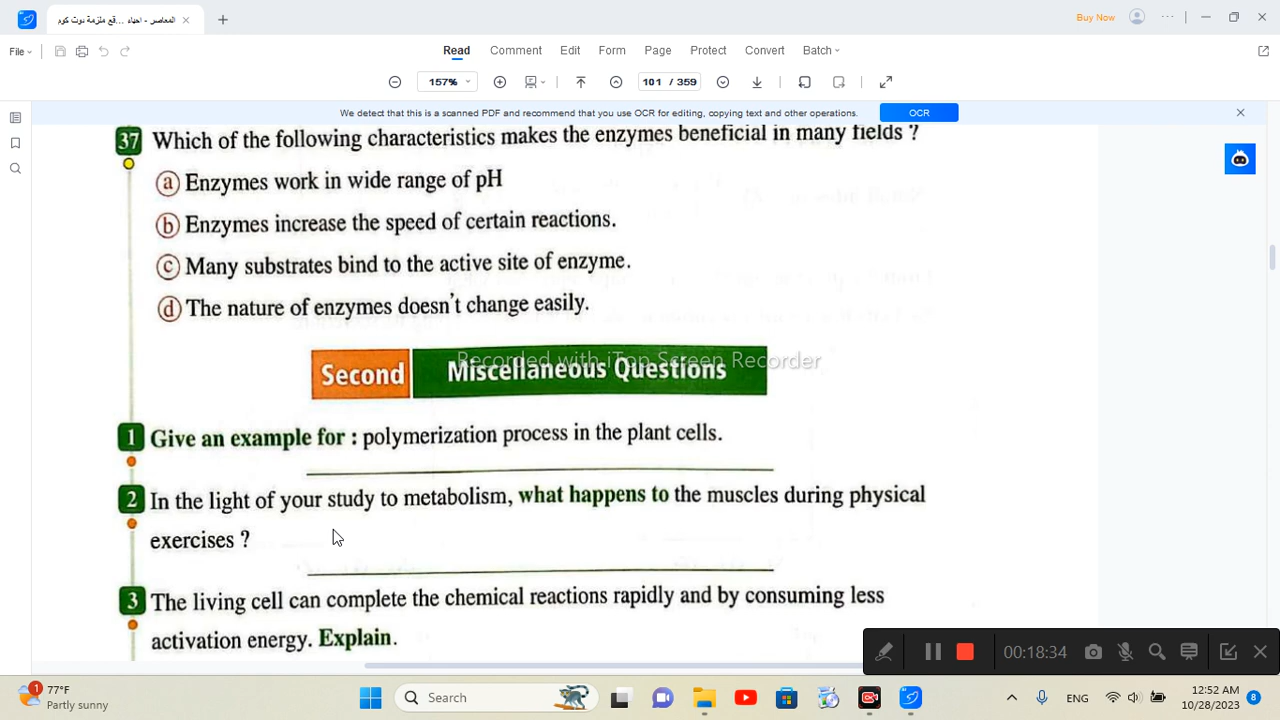 المعاصر - احياء ...قع ملزمة دوت كوم
Buy Now
File
Read Comment Edit Form Page Protect Convert Batch
157% 101 / 359
We detect that this is a scanned PDF and recommend that you use OCR for editing, copying text and other operations. OCR
37 Which of the following characteristics makes the enzymes beneficial in many fields ?
a Enzymes work in wide range of pH
b Enzymes increase the speed of certain reactions.
c Many substrates bind to the active site of enzyme.
d The nature of enzymes doesn't change easily.
Recorded with iTop Screen Recorder
Second Miscellaneous Questions
1 Give an example for : polymerization process in the plant cells.
2 In the light of your study to metabolism, what happens to the muscles during physical
exercises ?
3 The living cell can complete the chemical reactions rapidly and by consuming less
activation energy. Explain.
00:18:34
1
77°F
Partly sunny
Search
ENG
12:52 AM
10/28/2023
8